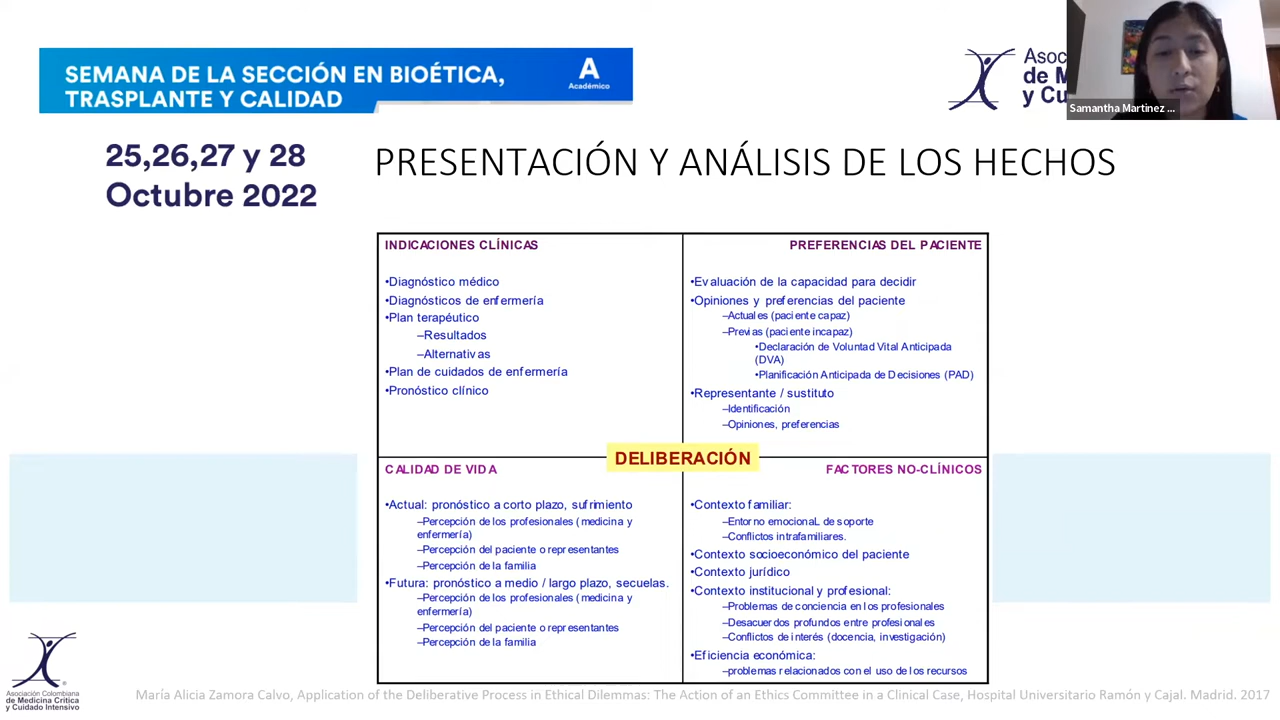 SEMANA DE LA SECCIÓN EN BIOÉTICA,
TRASPLANTE Y CALIDAD
A
Académico
Asoc
de M
y Cu
Samantha Martinez ...
25,26,27 y 28
Octubre 2022
PRESENTACIÓN Y ANÁLISIS DE LOS HECHOS
INDICACIONES CLÍNICAS
•Diagnóstico médico
•Diagnósticos de enfermería
•Plan terapéutico
–Resultados
–Alternativas
•Plan de cuidados de enfermería
•Pronóstico clínico
PREFERENCIAS DEL PACIENTE
•Evaluación de la capacidad para decidir
•Opiniones y preferencias del paciente
–Actuales (paciente capaz)
–Previas (paciente incapaz)
•Declaración de Voluntad Vital Anticipada
(DVA)
•Planificación Anticipada de Decisiones (PAD)
•Representante / sustituto
–Identificación
–Opiniones, preferencias
DELIBERACIÓN
CALIDAD DE VIDA
•Actual: pronóstico a corto plazo, sufrimiento
–Percepción de los profesionales (medicina y
enfermería)
–Percepción del paciente o representantes
–Percepción de la familia
•Futura: pronóstico a medio / largo plazo, secuelas.
–Percepción de los profesionales (medicina y
enfermería)
–Percepción del paciente o representantes
–Percepción de la familia
FACTORES NO-CLÍNICOS
•Contexto familiar:
–Entorno emocionaL de soporte
–Conflictos intrafamiliares.
•Contexto socioeconómico del paciente
•Contexto jurídico
•Contexto institucional y profesional:
–Problemas de conciencia en los profesionales
–Desacuerdos profundos entre profesionales
–Conflictos de interés (docencia, investigación)
•Eficiencia económica:
–problemas relacionados con el uso de los recursos
Asociación Colombiana
de Medicina Crítica
y Cuidado Intensivo
María Alicia Zamora Calvo, Application of the Deliberative Process in Ethical Dilemmas: The Action of an Ethics Committee in a Clinical Case, Hospital Universitario Ramón y Cajal. Madrid. 2017